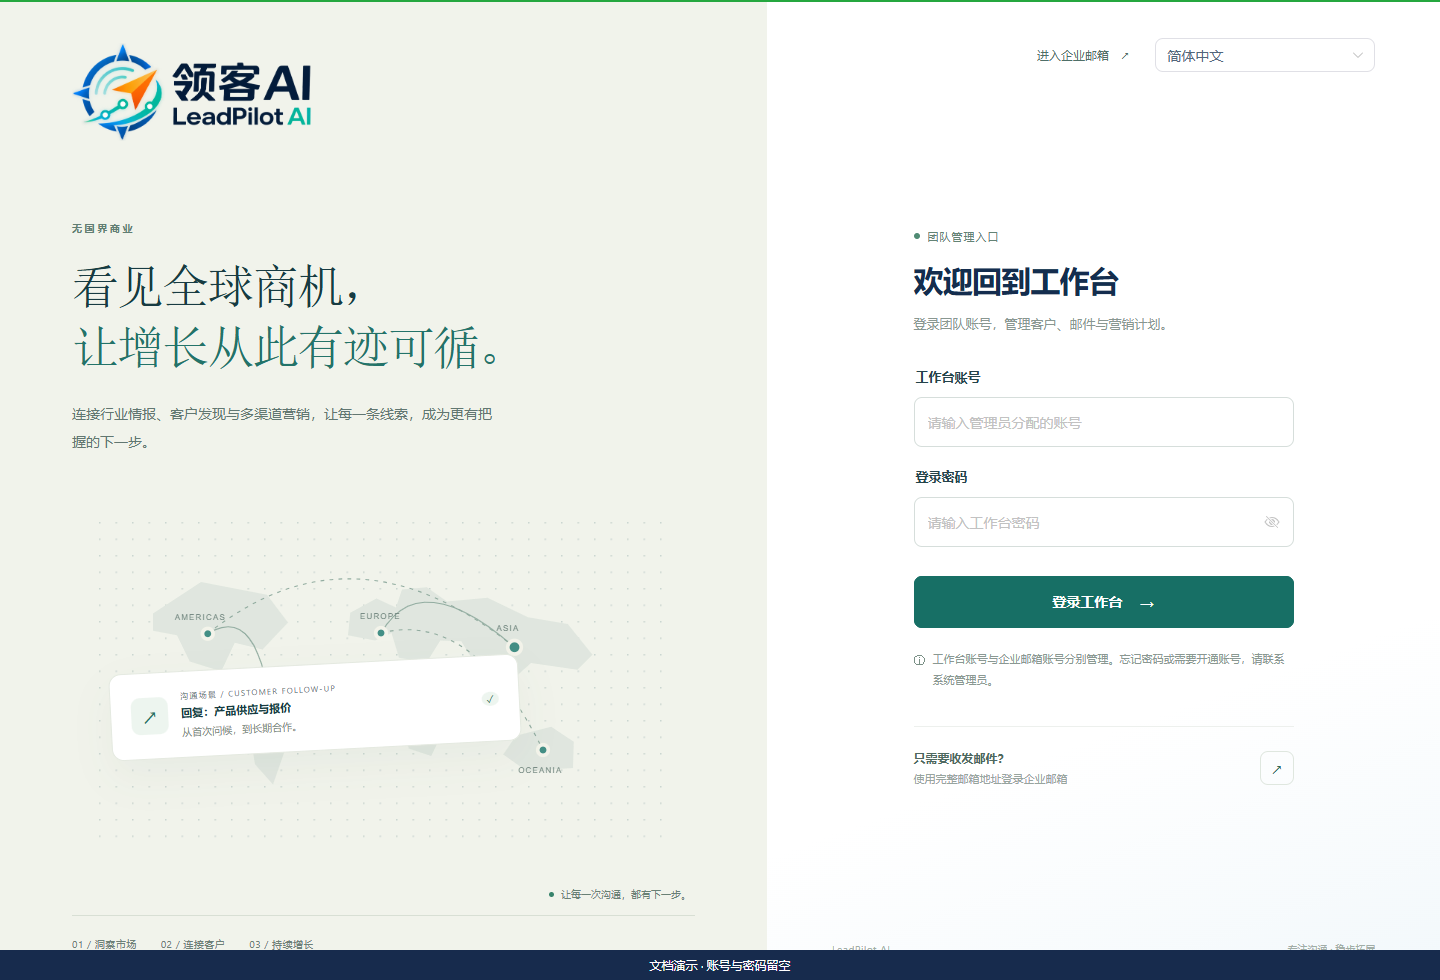 领客AI
LeadPilot AI
无国界商业
看见全球商机，
让增长从此有迹可循。
连接行业情报、客户发现与多渠道营销，让每一条线索，成为更有把
握的下一步。
AMERICAS
EUROPE
ASIA
沟通场景 / CUSTOMER FOLLOW-UP
回复：产品供应与报价
从首次问候，到长期合作。
OCEANIA
让每一次沟通，都有下一步。
01 / 洞察市场 02 / 连接客户 03 / 持续增长
进入企业邮箱 ↗
简体中文
团队管理入口
欢迎回到工作台
登录团队账号，管理客户、邮件与营销计划。
工作台账号
请输入管理员分配的账号
登录密码
请输入工作台密码
登录工作台 →
工作台账号与企业邮箱账号分别管理。忘记密码或需要开通账号，请联系
系统管理员。
只需要收发邮件？
使用完整邮箱地址登录企业邮箱
LeadPilot AI
专注沟通 · 稳步拓展
文档演示 · 账号与密码留空